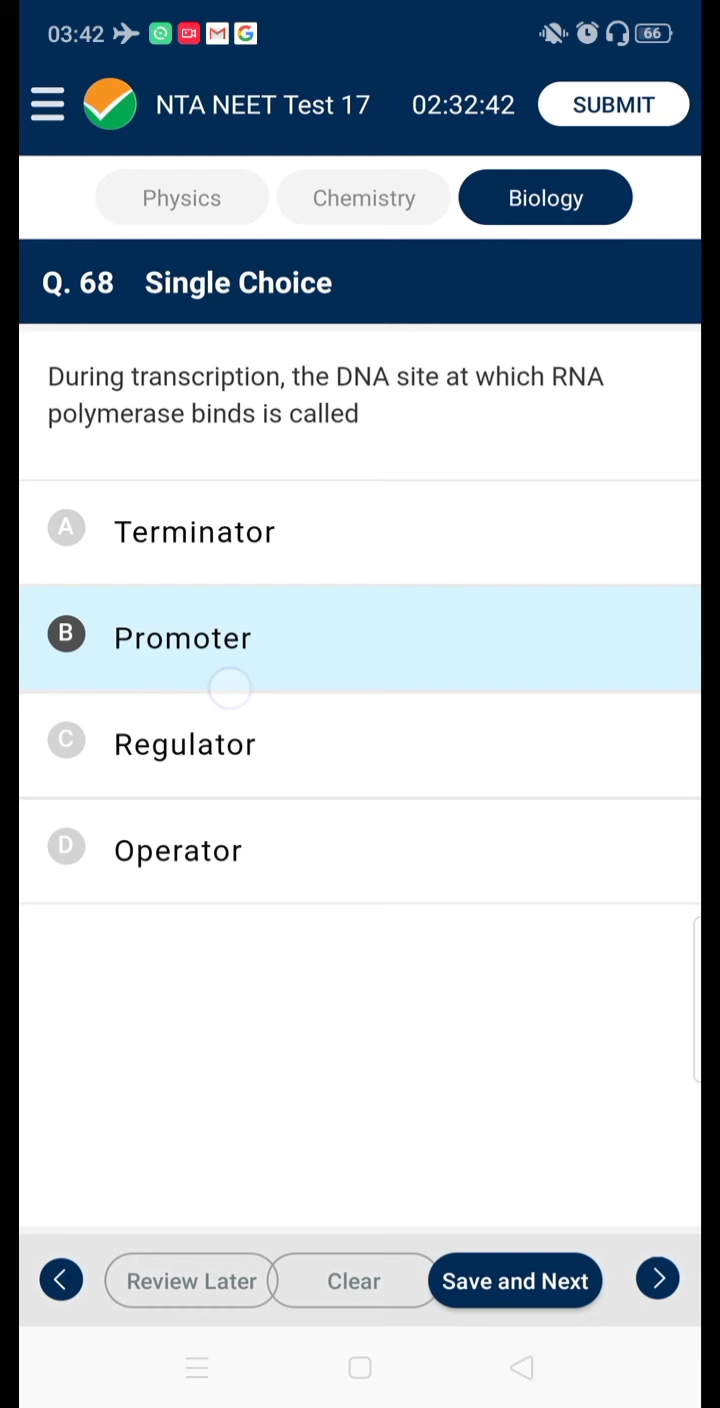 03:42 66
NTA NEET Test 17 02:32:42 SUBMIT
Physics Chemistry Biology
Q. 68 Single Choice
During transcription, the DNA site at which RNA
polymerase binds is called
A Terminator
B Promoter
C Regulator
D Operator
Review Later Clear Save and Next